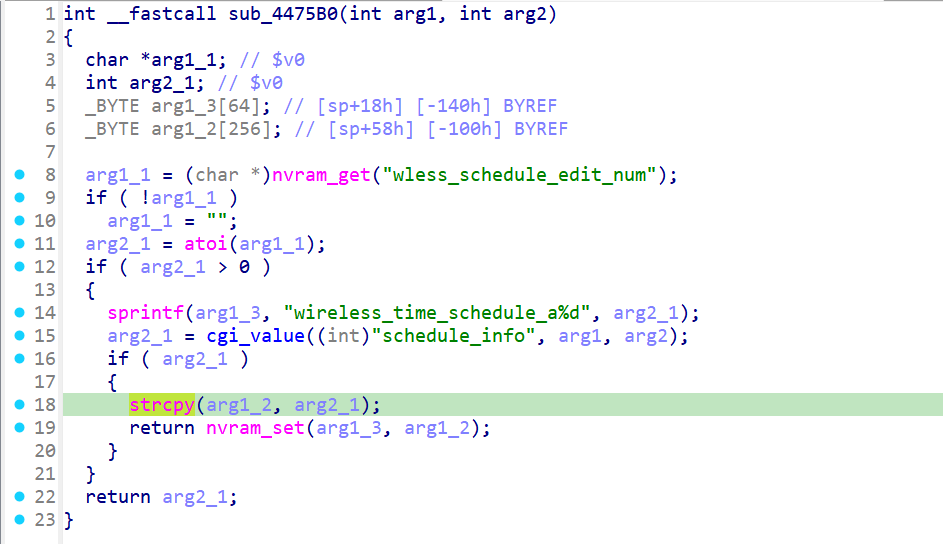 1 int __fastcall sub_4475B0(int arg1, int arg2)
2 {
3   char *arg1_1; // $v0
4   int arg2_1; // $v0
5   _BYTE arg1_3[64]; // [sp+18h] [-140h] BYREF
6   _BYTE arg1_2[256]; // [sp+58h] [-100h] BYREF
7
8   arg1_1 = (char *)nvram_get("wless_schedule_edit_num");
9   if ( !arg1_1 )
10     arg1_1 = "";
11   arg2_1 = atoi(arg1_1);
12   if ( arg2_1 > 0 )
13   {
14     sprintf(arg1_3, "wireless_time_schedule_a%d", arg2_1);
15     arg2_1 = cgi_value((int)"schedule_info", arg1, arg2);
16     if ( arg2_1 )
17     {
18       strcpy(arg1_2, arg2_1);
19       return nvram_set(arg1_3, arg1_2);
20     }
21   }
22   return arg2_1;
23 }